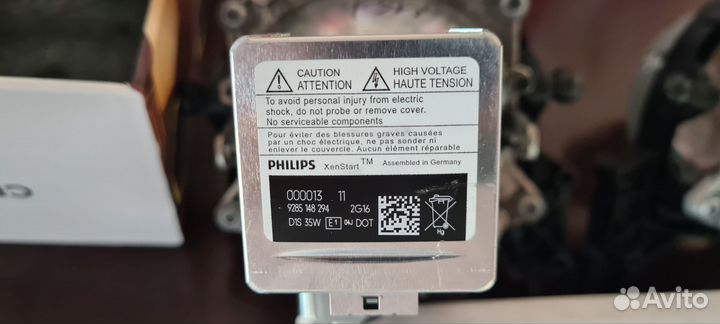 CAUTION
ATTENTION
HIGH VOLTAGE
HAUTE TENSION
To avoid personal injury from electric
shock, do not probe or remove cover.
No serviceable components
Pour éviter des blessures graves causées
par un choc électrique, ne pas sonder ni
enlever le couvercle. Aucun élément réparable
PHILIPS XenStart™ Assembled in Germany
000013 11
9285 148 294 2G16
D1S 35W E1 04J DOT
Hg
Avito